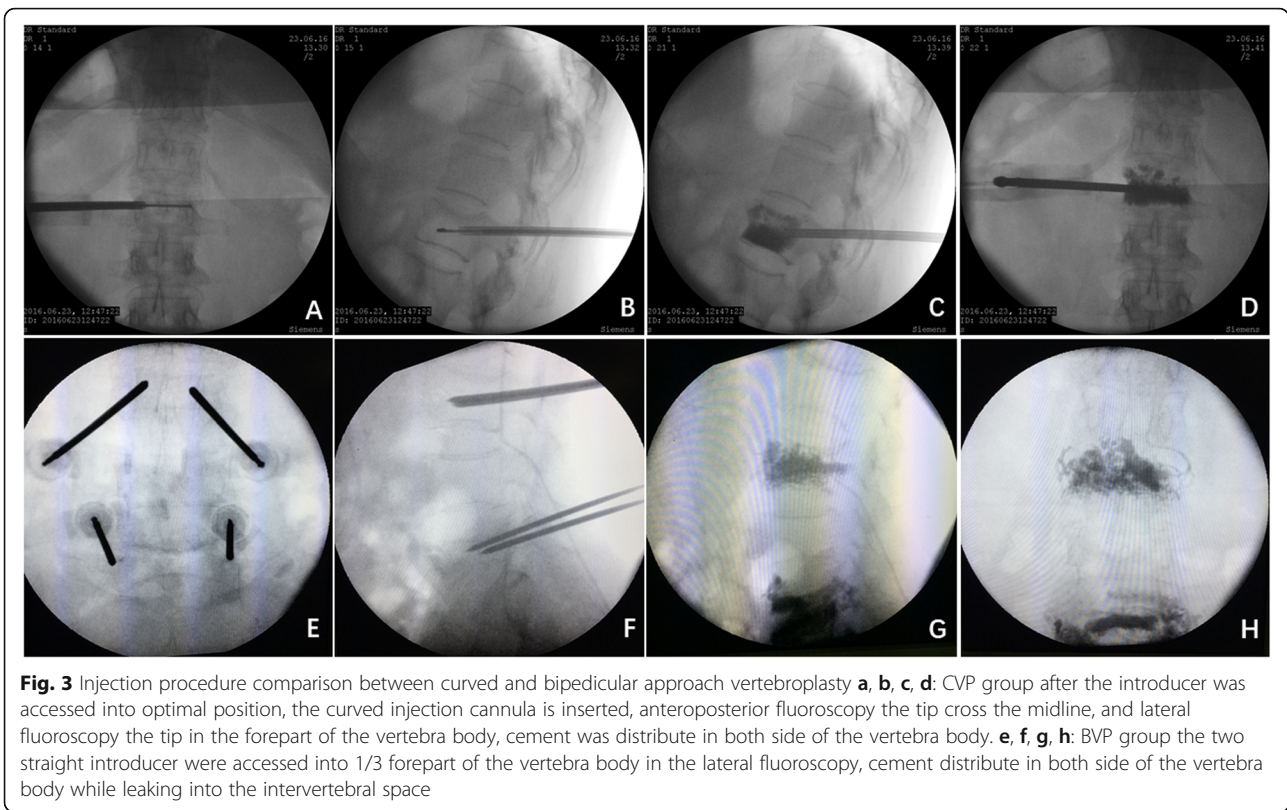 DR Standard
DR 1
0 14 1
23.06.16
13.30
/2
A
2016.06.23, 12:47:22
ID: 20160623124722
s
Siemens
DR Standard
DR 1
0 15 1
23.06.16
13.32
/2
B
2016.06.23, 12:47:22
ID: 20160623124722
s
Siemens
DR Standard
DR 1
0 21 1
23.06.16
13.39
/2
C
2016.06.23, 12:47:22
ID: 20160623124722
s
Siemens
DR Standard
DR 1
0 22 1
23.06.16
13.41
/2
D
2016.06.23, 12:47:22
ID: 20160623124722
s
Siemens
E
F
G
H
Fig. 3 Injection procedure comparison between curved and bipedicular approach vertebroplasty a, b, c, d: CVP group after the introducer was
accessed into optimal position, the curved injection cannula is inserted, anteroposterior fluoroscopy the tip cross the midline, and lateral
fluoroscopy the tip in the forepart of the vertebra body, cement was distribute in both side of the vertebra body. e, f, g, h: BVP group the two
straight introducer were accessed into 1/3 forepart of the vertebra body in the lateral fluoroscopy, cement distribute in both side of the vertebra
body while leaking into the intervertebral space